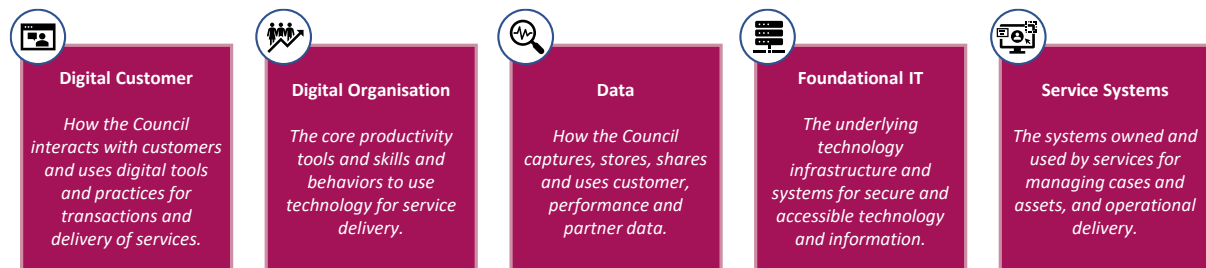 Digital Customer
How the Council
interacts with customers
and uses digital tools
and practices for
transactions and
delivery of services.
Digital Organisation
The core productivity
tools and skills and
behaviors to use
technology for service
delivery.
Data
How the Council
captures, stores, shares
and uses customer,
performance and
partner data.
Foundational IT
The underlying
technology
infrastructure and
systems for secure and
accessible technology
and information.
Service Systems
The systems owned and
used by services for
managing cases and
assets, and operational
delivery.